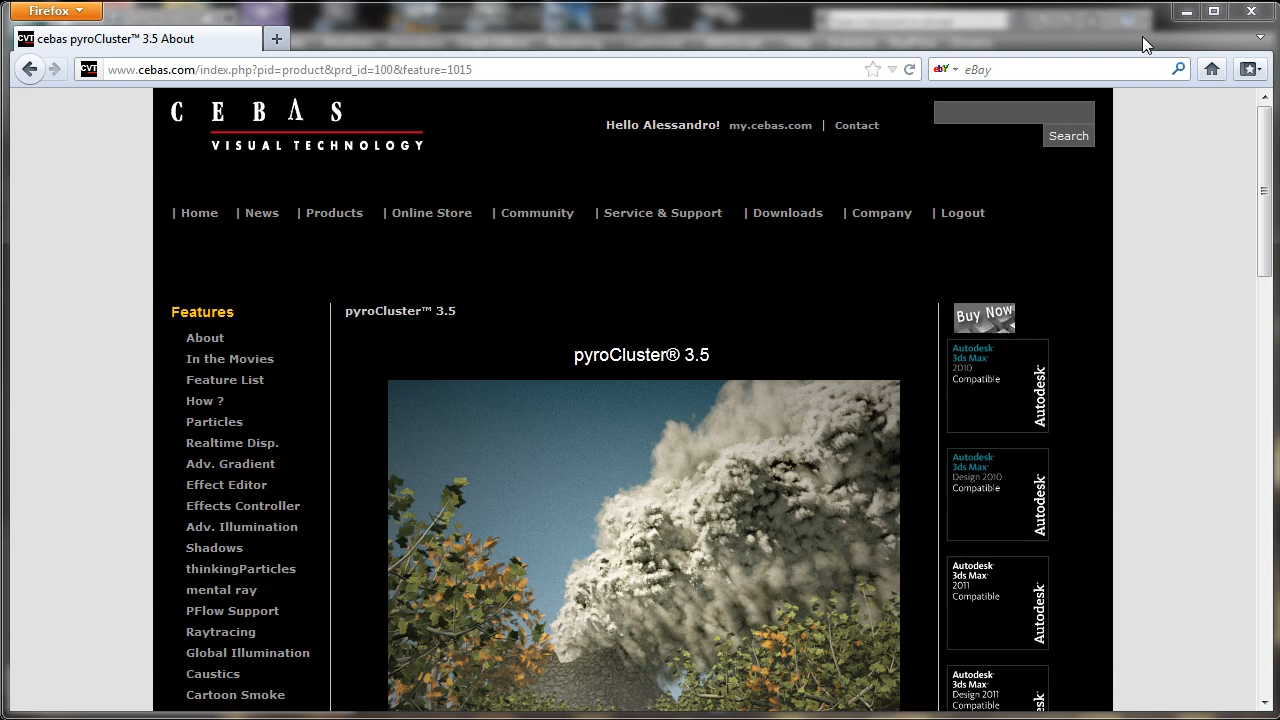 Firefox
CVT cebas pyroCluster™ 3.5 About
CVT www.cebas.com/index.php?pid=product&prd_id=100&feature=1015
ebY eBay
C E B A S
VISUAL TECHNOLOGY
Hello Alessandro! my.cebas.com | Contact
Search
| Home | News | Products | Online Store | Community | Service & Support | Downloads | Company | Logout
Features
About
In the Movies
Feature List
How ?
Particles
Realtime Disp.
Adv. Gradient
Effect Editor
Effects Controller
Adv. Illumination
Shadows
thinkingParticles
mental ray
PFlow Support
Raytracing
Global Illumination
Caustics
Cartoon Smoke
pyroCluster™ 3.5
pyroCluster® 3.5
Buy Now
Autodesk®
3ds Max®
2010
Compatible
Autodesk®
Autodesk®
3ds Max®
Design 2010
Compatible
Autodesk®
Autodesk®
3ds Max®
2011
Compatible
Autodesk®
Autodesk®
3ds Max®
Design 2011
Compatible